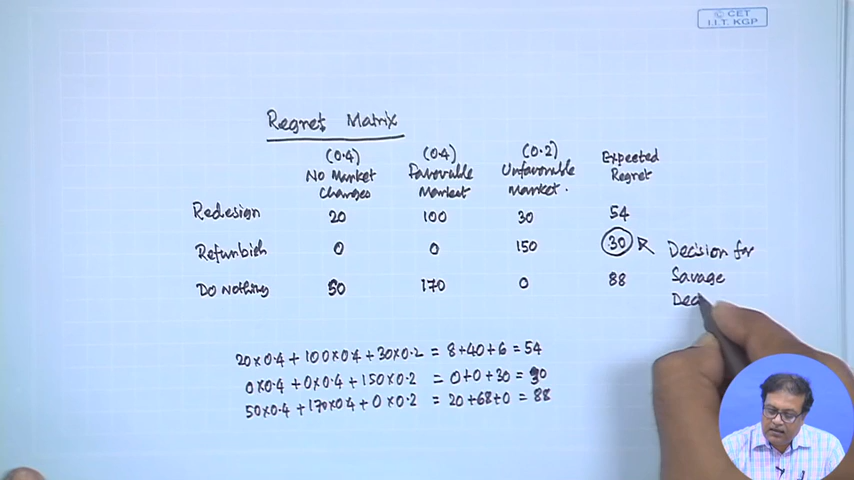 © CET
I.I.T. KGP
Regret Matrix
(0.4) (0.4) (0.2) Expected
No Market Favorable Unfavorable Regret
Changes Market Market.
Redesign 20 100 30 54
Refurbish 0 0 150 30 Decision for
Do Nothing 50 170 0 88 Savage
20×0.4 + 100×0.4 + 30×0.2 = 8+40+6 = 54
0×0.4 + 0×0.4 + 150×0.2 = 0+0+30 = 30
50×0.4 + 170×0.4 + 0×0.2 = 20+68+0 = 88